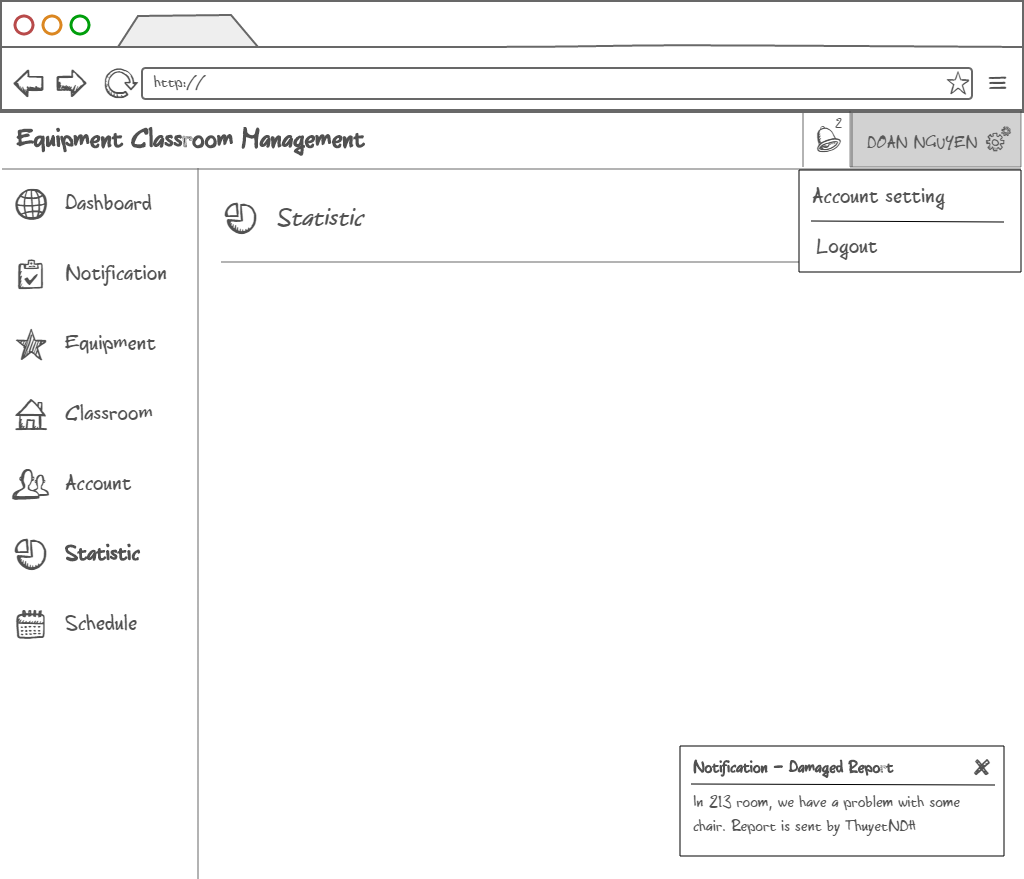 http://
Equipment Classroom Management
2
DOAN NGUYEN
Account setting
Logout
Dashboard
Notification
Equipment
Classroom
Account
Statistic
Schedule
Statistic
Notification - Damaged Report
In 213 room, we have a problem with some
chair. Report is sent by ThuyetNDH